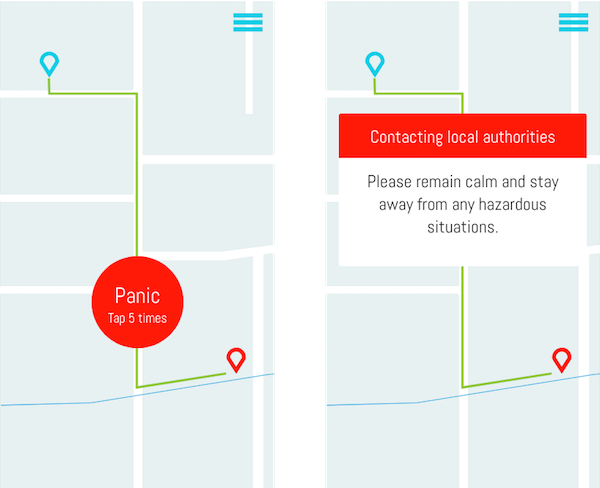 Panic
Tap 5 times
Contacting local authorities
Please remain calm and stay
away from any hazardous
situations.